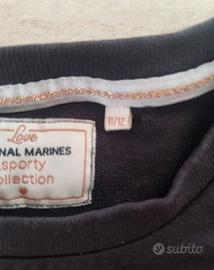 Love
NAL MARINES
sporty
ollection
11/12
subito